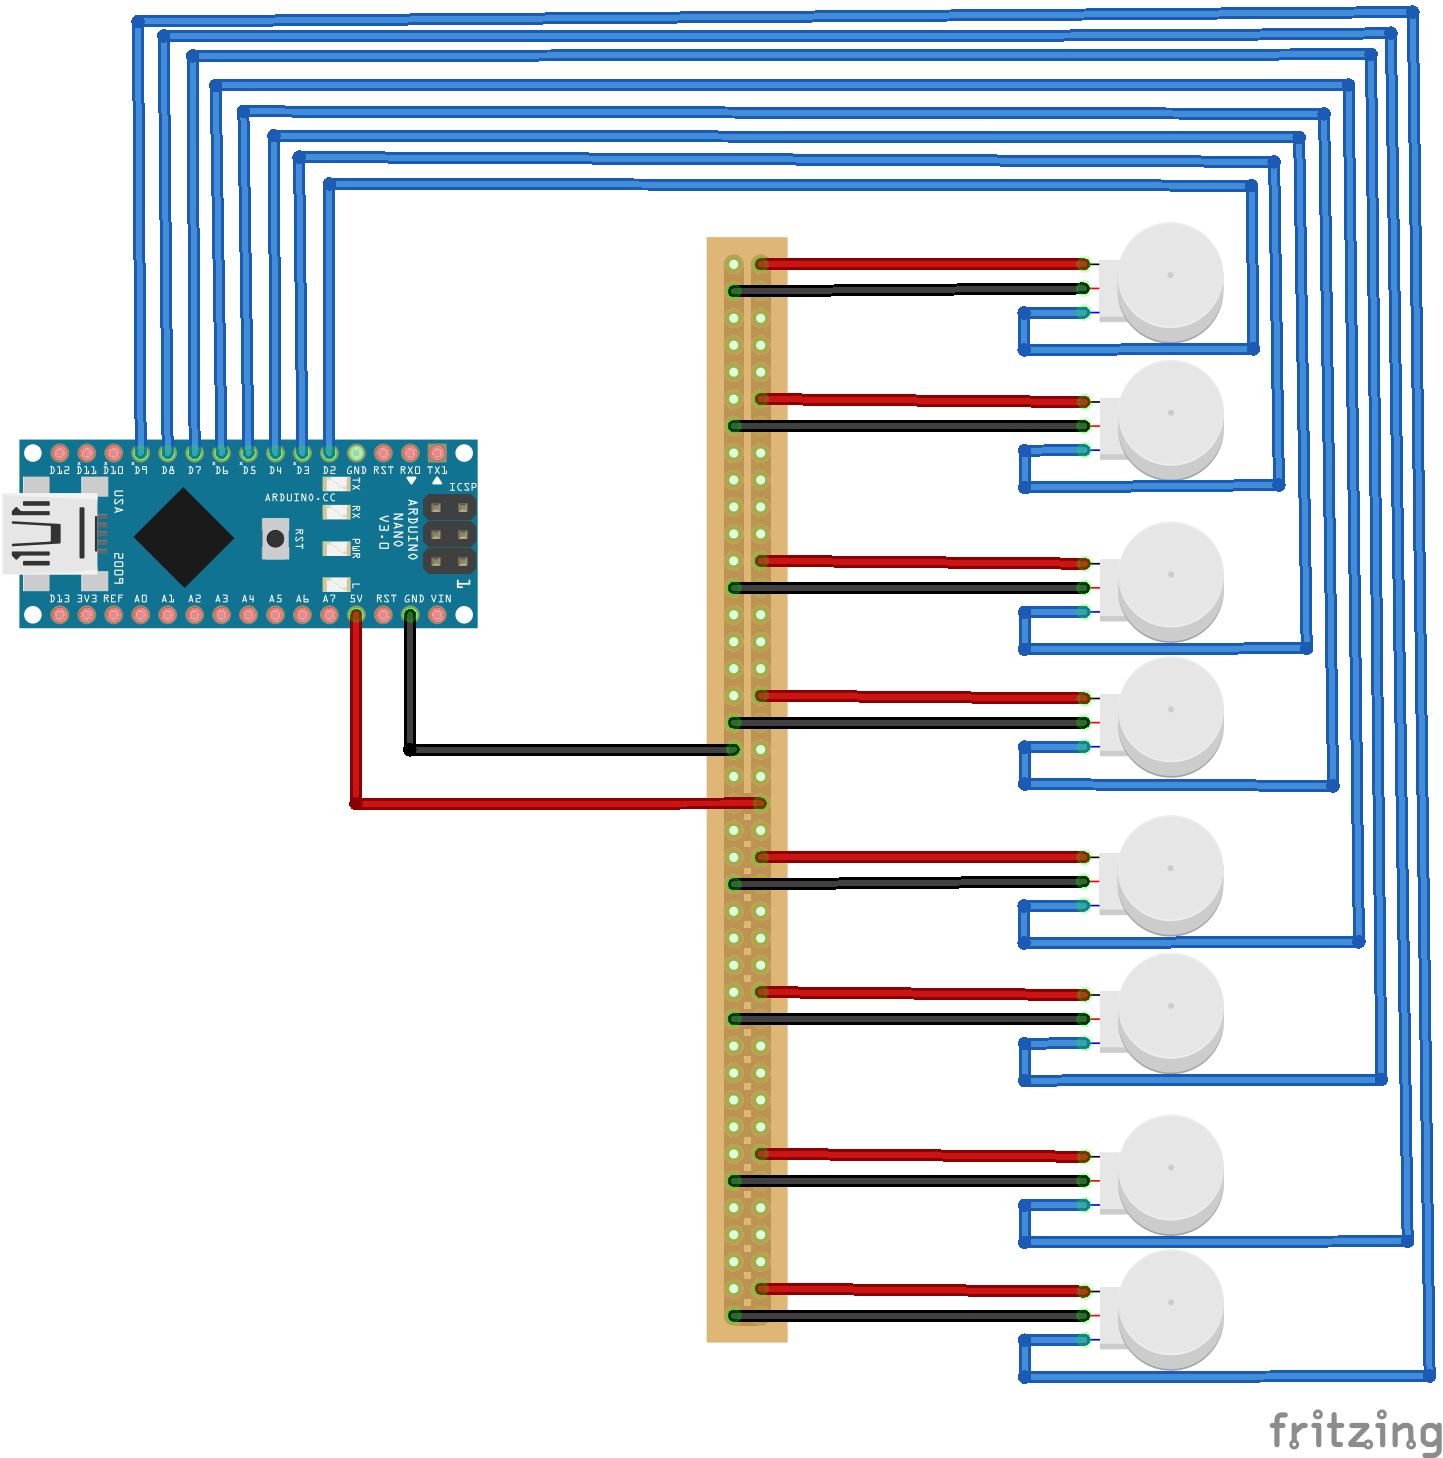 D12 D11 D10 D9 D8 D7 D6 D5 D4 D3 D2 GND RST RX0 TX1
TX
RX
PWR
L
ICSP
USA
2009
ARDUINO.CC
RST
ARDUINO
NANO
V3.0
1
D13 3V3 REF A0 A1 A2 A3 A4 A5 A6 A7 5V RST GND VIN
fritzing